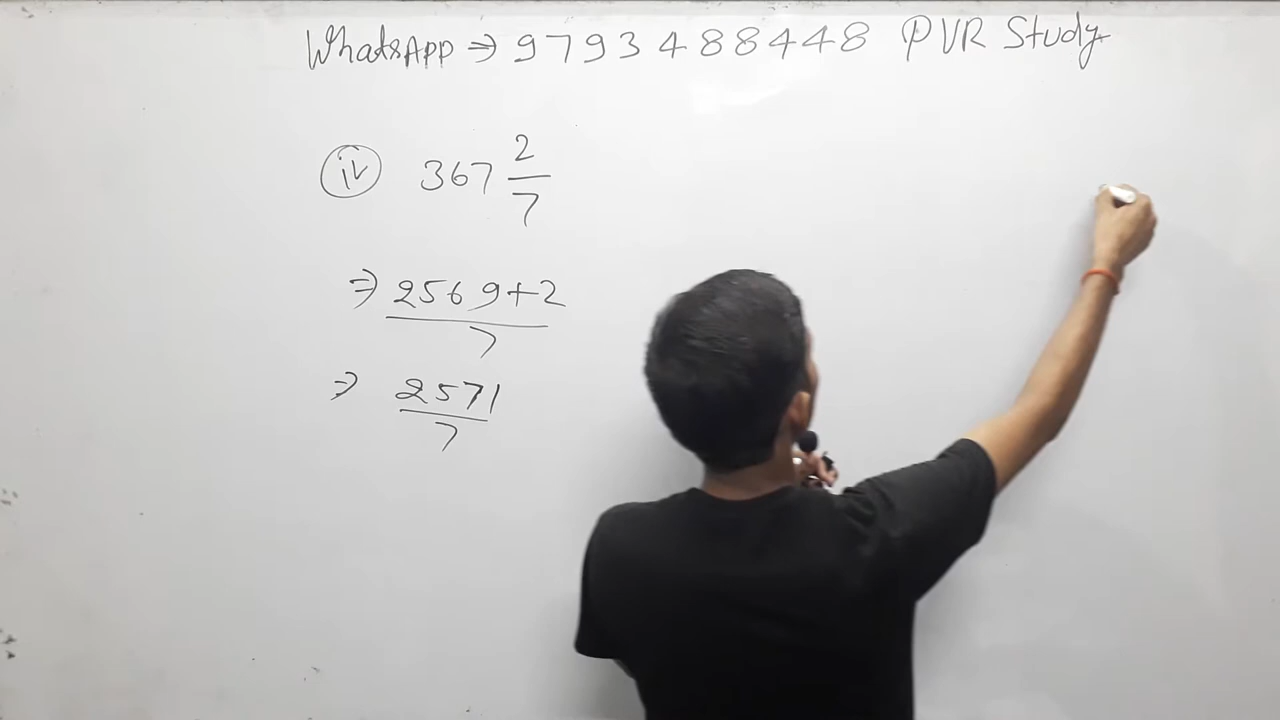 WhatsApp ⇒ 9793488448 PVR Study
(iv) 367 2/7
⇒ 2569+2/7
⇒ 2571/7